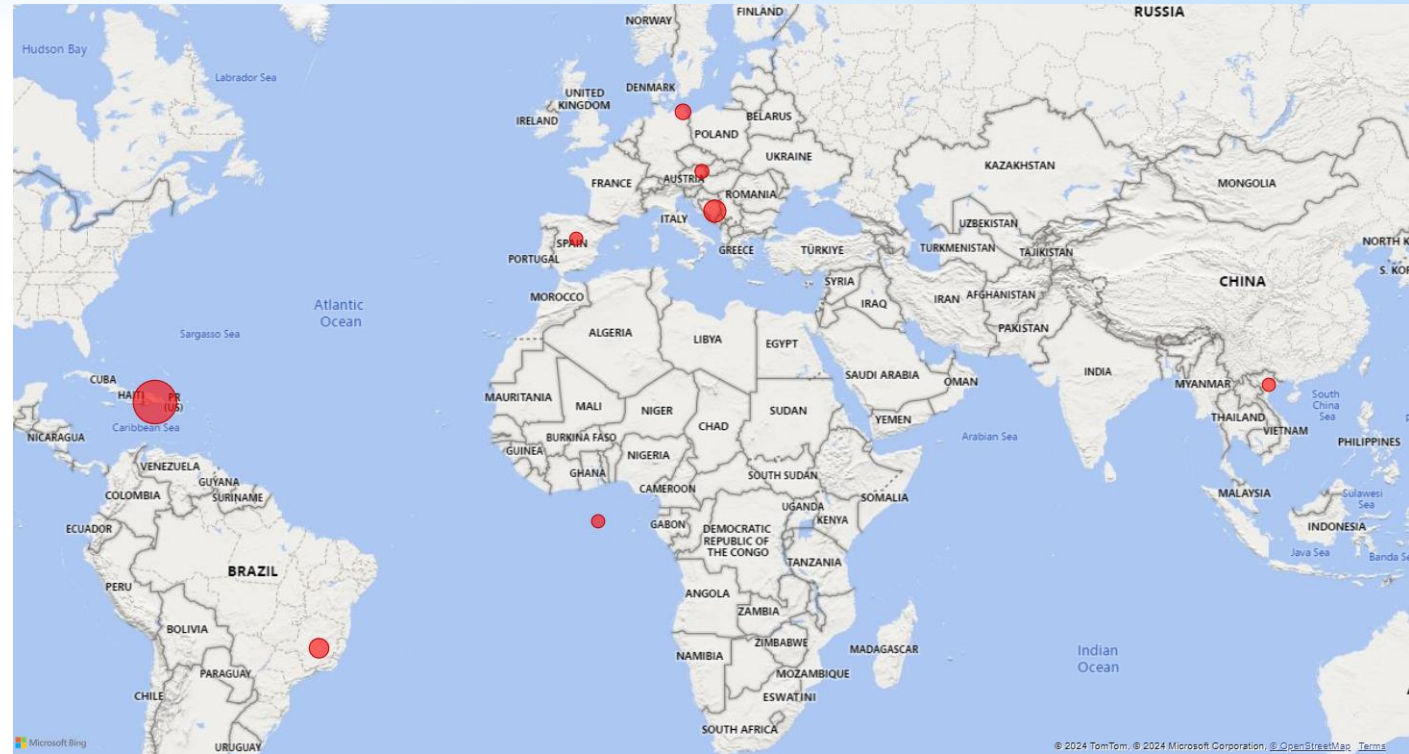 FINLAND
RUSSIA
NORWAY
Hudson Bay
Labrador Sea
DENMARK
UNITED
KINGDOM
IRELAND
BELARUS
POLAND
UKRAINE
KAZAKHSTAN
AUSTRIA
FRANCE
MONGOLIA
ROMANIA
ITALY
UZBEKISTAN
SPAIN
PORTUGAL
GREECE
TÜRKIYE
TURKMENISTAN
TAJIKISTAN
NORTH K
S. KOR
SYRIA
CHINA
MOROCCO
IRAQ
IRAN
AFGHANISTAN
Atlantic
Ocean
PAKISTAN
Sargasso Sea
ALGERIA
LIBYA
EGYPT
SAUDI ARABIA
OMAN
INDIA
CUBA
HAITI
PR
(US)
MYANMAR
MAURITANIA
MALI
NIGER
SUDAN
South
China
Sea
CHAD
YEMEN
THAILAND
VIETNAM
Caribbean Sea
NICARAGUA
BURKINA FASO
Arabian Sea
PHILIPPINES
GUINEA
NIGERIA
VENEZUELA
GHANA
SOUTH SUDAN
GUYANA
CAMEROON
COLOMBIA
SURINAME
SOMALIA
MALAYSIA
Sulawesi
Sea
UGANDA
KENYA
ECUADOR
GABON
DEMOCRATIC
REPUBLIC OF
THE CONGO
INDONESIA
Java Sea
Banda Se
TANZANIA
BRAZIL
PERU
ANGOLA
ZAMBIA
BOLIVIA
ZIMBABWE
MADAGASCAR
NAMIBIA
Indian
Ocean
PARAGUAY
MOZAMBIQUE
CHILE
ESWATINI
SOUTH AFRICA
URUGUAY
Microsoft Bing
© 2024 TomTom, © 2024 Microsoft Corporation, © OpenStreetMap Terms